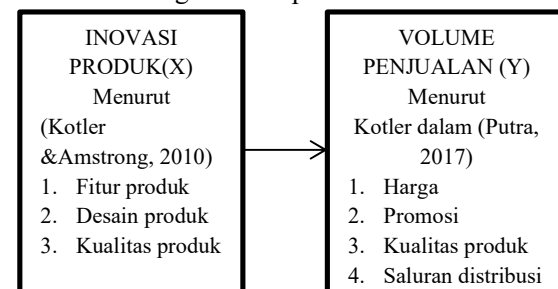 INOVASI
PRODUK(X)
Menurut
(Kotler
&Amstrong, 2010)
1. Fitur produk
2. Desain produk
3. Kualitas produk
VOLUME
PENJUALAN (Y)
Menurut
Kotler dalam (Putra,
2017)
1. Harga
2. Promosi
3. Kualitas produk
4. Saluran distribusi